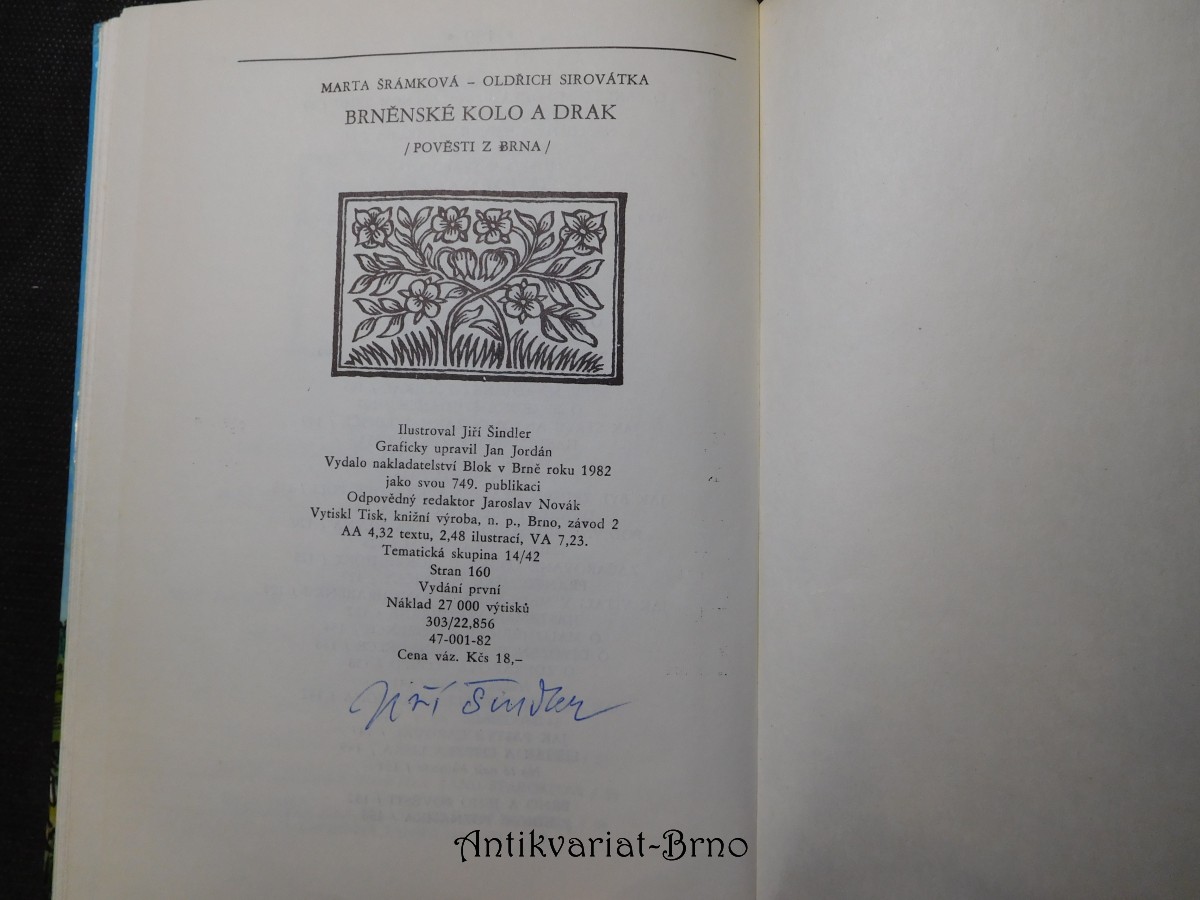 MARTA ŠRÁMKOVÁ – OLDŘICH SIROVÁTKA
BRNĚNSKÉ KOLO A DRAK
/POVĚSTI Z BRNA/
Ilustroval Jiří Šindler
Graficky upravil Jan Jordán
Vydalo nakladatelství Blok v Brně roku 1982
jako svou 749. publikaci
Odpovědný redaktor Jaroslav Novák
Vytiskl Tisk, knižní výroba, n. p., Brno, závod 2
AA 4,32 textu, 2,48 ilustrací, VA 7,23.
Tematická skupina 14/42
Stran 160
Vydání první
Náklad 27 000 výtisků
303/22,856
47-001-82
Cena váz. Kčs 18,–
Jiří Šindler
Antikvariat-Brno